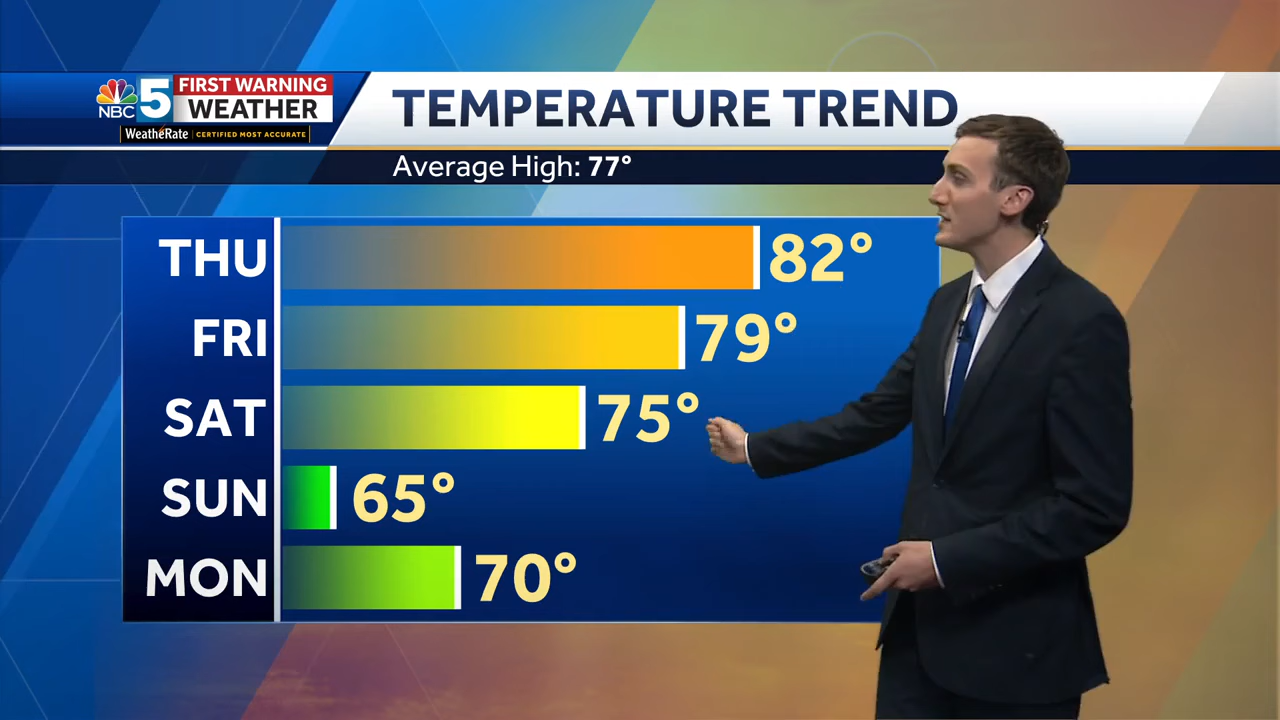 FIRST WARNING
NBC 5 WEATHER
WeatheRate CERTIFIED MOST ACCURATE
TEMPERATURE TREND
Average High: 77°
THU 82°
FRI 79°
SAT 75°
SUN 65°
MON 70°